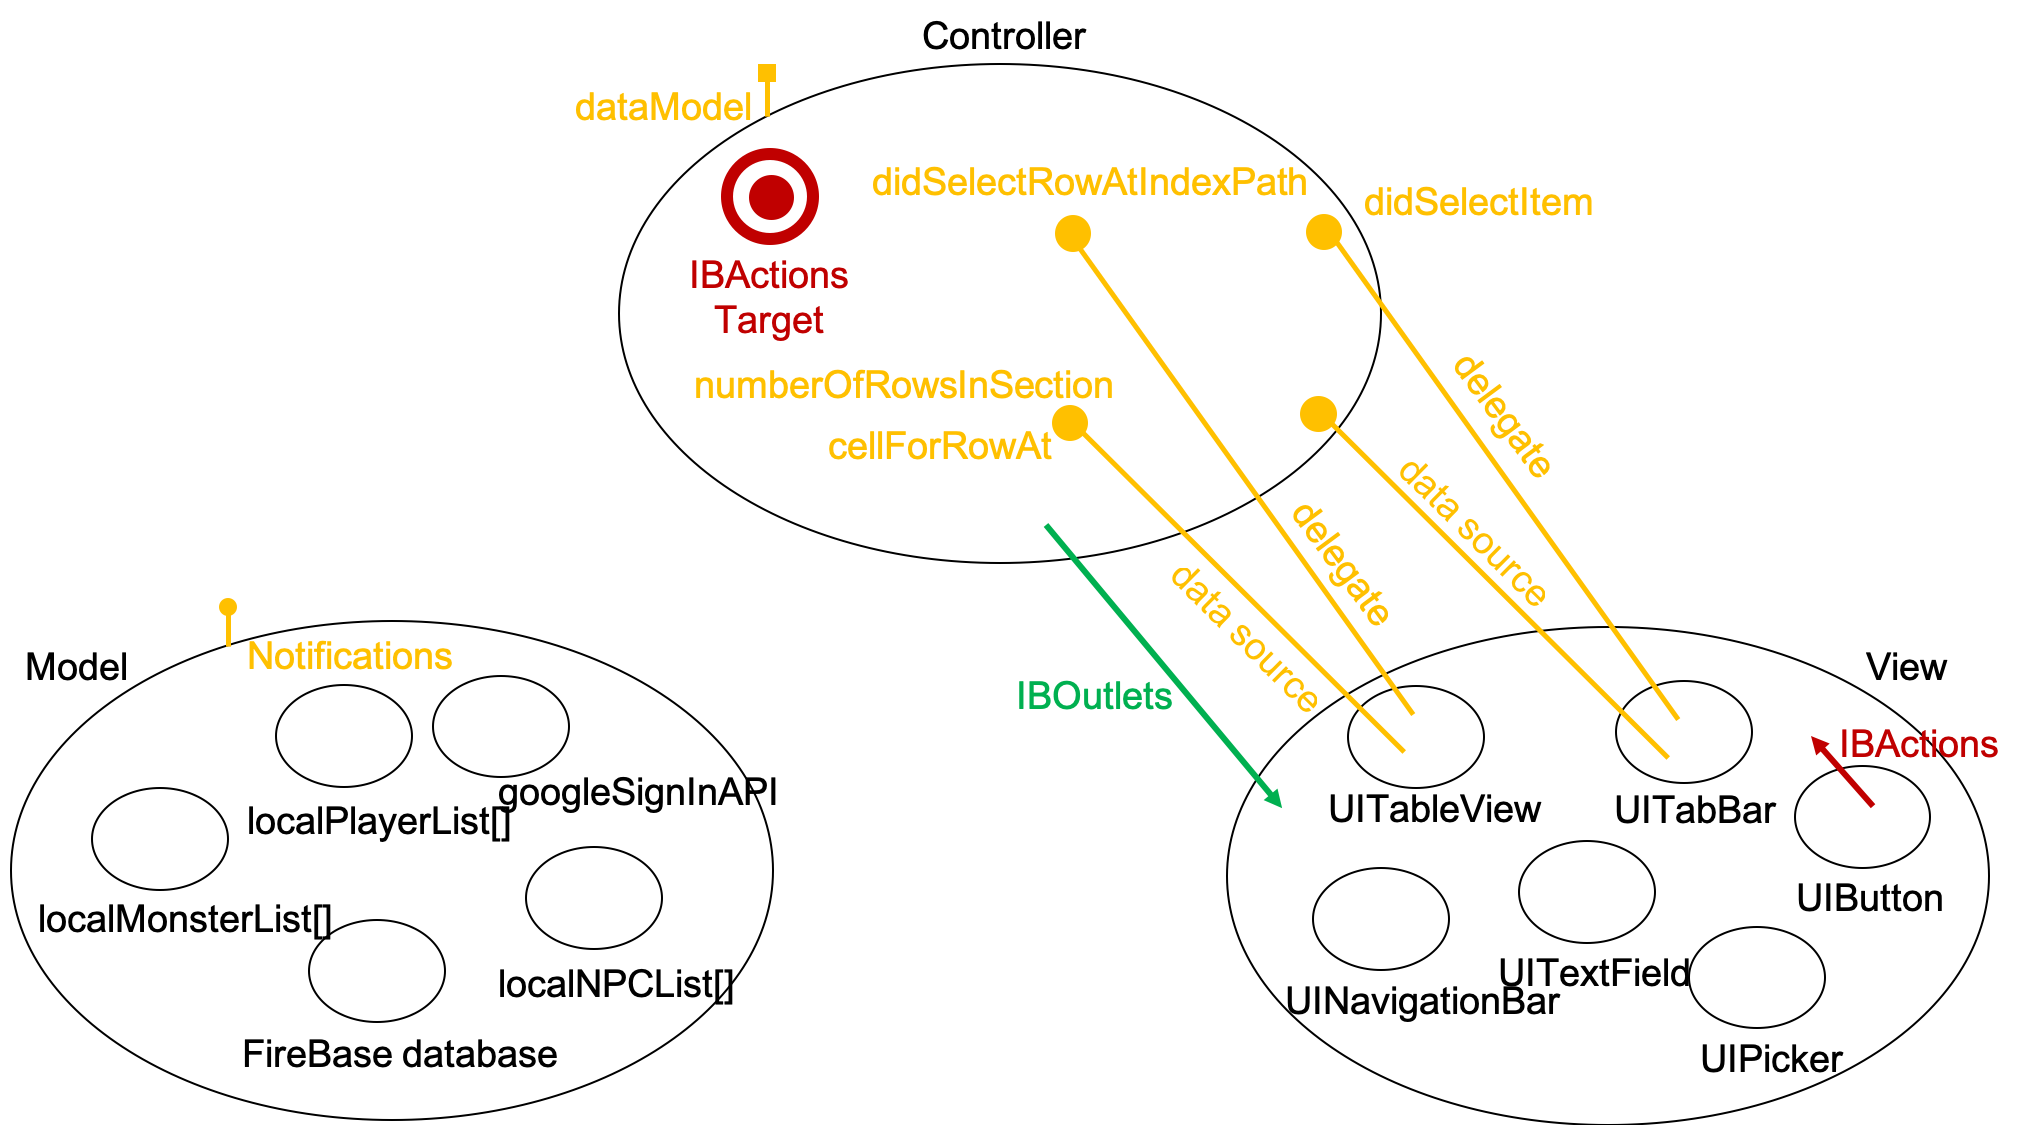 Controller
dataModel
didSelectRowAtIndexPath
didSelectItem
IBActions
Target
numberOfRowsInSection
cellForRowAt
delegate
data source
delegate
data source
IBOutlets
Model
Notifications
googleSignInAPI
localPlayerList[]
localMonsterList[]
localNPCList[]
FireBase database
View
IBActions
UITableView
UITabBar
UIButton
UITextField
UINavigationBar
UIPicker